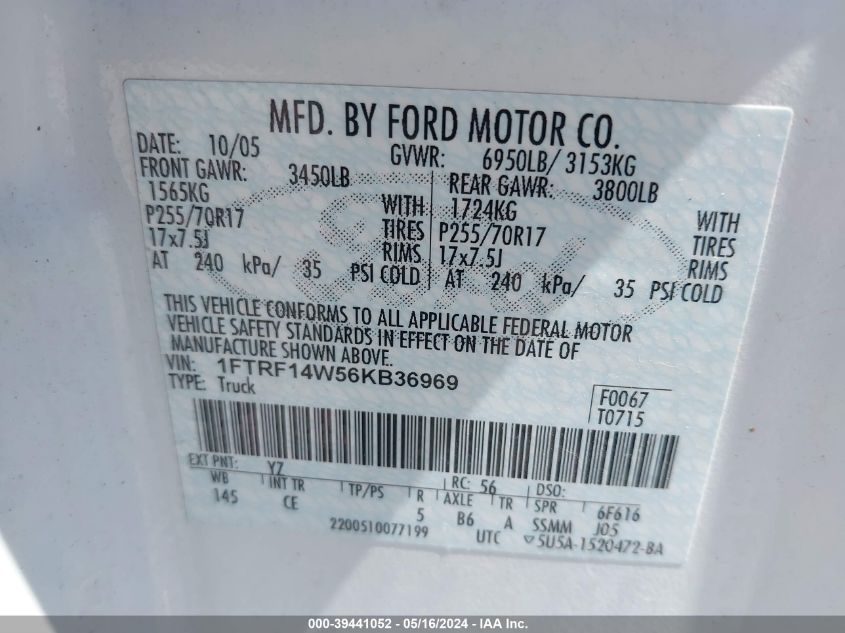 MFD. BY FORD MOTOR CO.
DATE: 10/05 GVWR: 6950LB/ 3153KG
FRONT GAWR: 3450LB REAR GAWR: 3800LB
1565KG WITH 1724KG WITH
P255/70R17 TIRES P255/70R17 TIRES
17x7.5J RIMS 17x7.5J RIMS
AT 240 kPa/ 35 PSI COLD AT 240 kPa/ 35 PSI COLD
THIS VEHICLE CONFORMS TO ALL APPLICABLE FEDERAL MOTOR
VEHICLE SAFETY STANDARDS IN EFFECT ON THE DATE OF
MANUFACTURE SHOWN ABOVE.
VIN: 1FTRF14W56KB36969
TYPE: Truck
F0067
T0715
EXT PNT: YZ RC: 56 DSO:
WB INT TR TP/PS R AXLE TR SPR 6F616
145 CE 5 B6 A SSMM J05
2200510077199 UTC ▽5U5A-1520472-BA
Ford
000-39441052 - 05/16/2024 - IAA Inc.